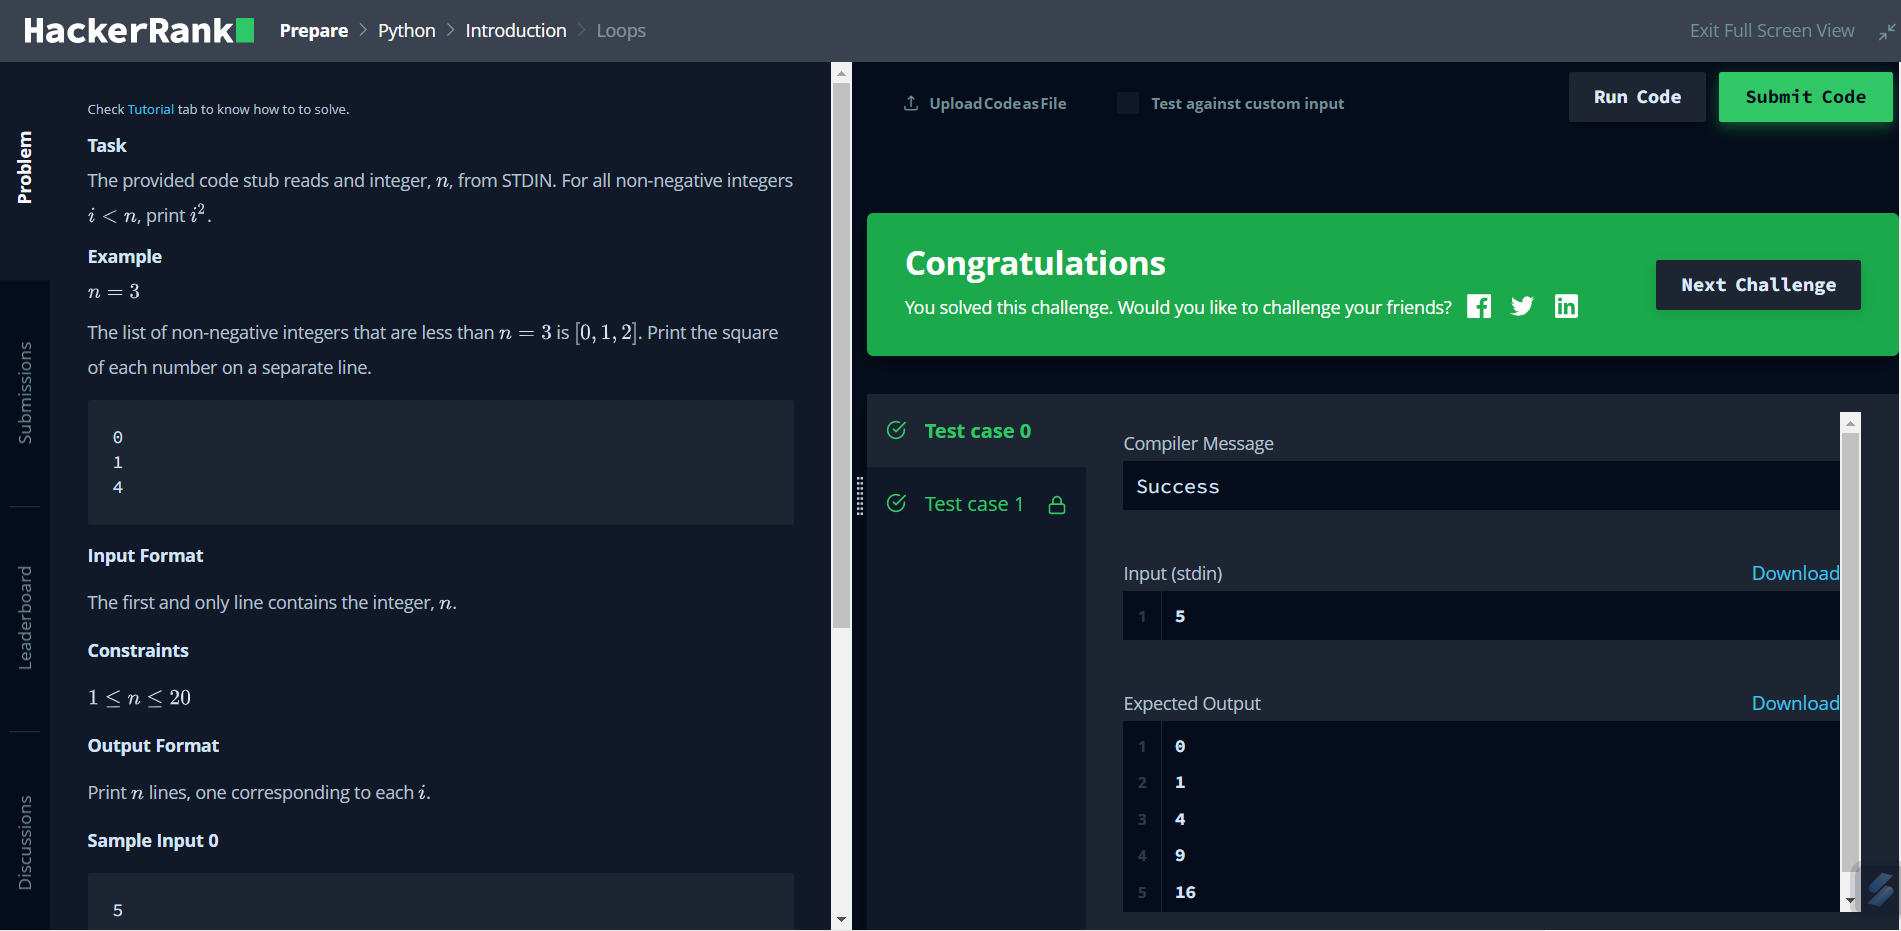 HackerRank
Prepare > Python > Introduction > Loops
Exit Full Screen View
Problem
Submissions
Leaderboard
Discussions
Check Tutorial tab to know how to to solve.
Task
The provided code stub reads and integer, n, from STDIN. For all non-negative integers
i < n, print i².
Example
n = 3
The list of non-negative integers that are less than n = 3 is [0, 1, 2]. Print the square
of each number on a separate line.
0
1
4
Input Format
The first and only line contains the integer, n.
Constraints
1 ≤ n ≤ 20
Output Format
Print n lines, one corresponding to each i.
Sample Input 0
5
Upload Code as File
Test against custom input
Run Code
Submit Code
Congratulations
You solved this challenge. Would you like to challenge your friends?
Next Challenge
Test case 0
Test case 1
Compiler Message
Success
Input (stdin)
Download
1 5
Expected Output
Download
1 0
2 1
3 4
4 9
5 16